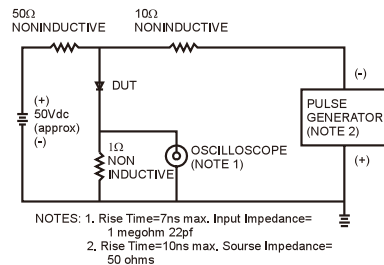 50Ω
NONINDUCTIVE
10Ω
NONINDUCTIVE
(+)
50Vdc
(approx)
(-)
DUT
1Ω
NON
INDUCTIVE
OSCILLOSCOPE
(NOTE 1)
(-)
PULSE
GENERATOR
(NOTE 2)
(+)
NOTES: 1. Rise Time=7ns max. Input Impedance=
1 megohm 22pf
2. Rise Time=10ns max. Sourse Impedance=
50 ohms